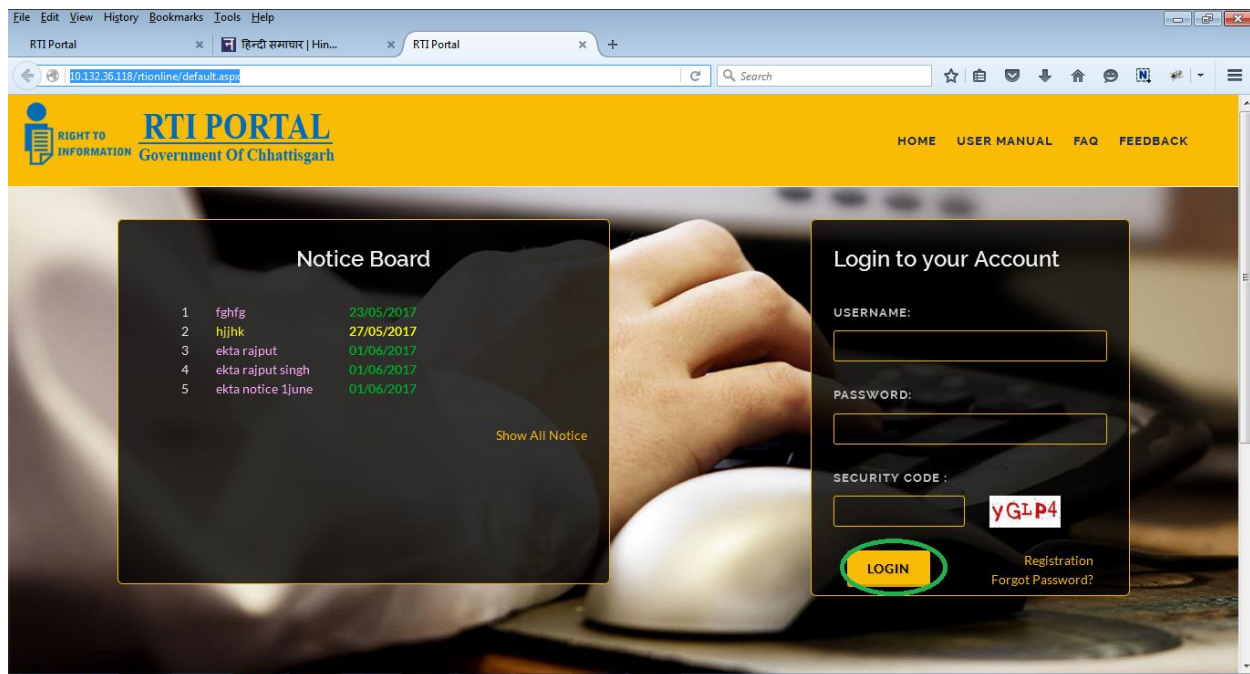 File Edit View History Bookmarks Tools Help
RTI Portal
हिन्दी समाचार | Hin...
RTI Portal
10.132.36.118/rtionline/default.aspx
Search
RIGHT TO
INFORMATION
RTI PORTAL
Government Of Chhattisgarh
HOME USER MANUAL FAQ FEEDBACK
Notice Board
1 fghfg 23/05/2017
2 hjjhk 27/05/2017
3 ekta rajput 01/06/2017
4 ekta rajput singh 01/06/2017
5 ekta notice 1june 01/06/2017
Show All Notice
Login to your Account
USERNAME:
PASSWORD:
SECURITY CODE :
yGLP4
LOGIN
Registration
Forgot Password?